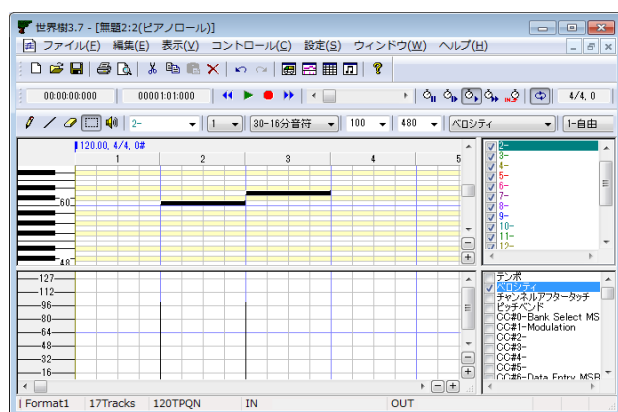 世界樹3.7 - [無題2:2(ピアノロール)]
ファイル(F) 編集(E) 表示(V) コントロール(C) 設定(S) ウィンドウ(W) ヘルプ(H)
00:00:00:000 00001:01:000 4/4, 0
2- 1 30-16分音符 100 480 ベロシティ 1-自由
120.00, 4/4, 0#
1 2 3 4 5
60
48
2-
3-
4-
5-
6-
7-
8-
9-
10-
11-
12-
127
112
96
80
64
48
32
16
テンポ
ベロシティ
チャンネルアフタータッチ
ピッチベンド
CC#0-Bank Select MS
CC#1-Modulation
CC#2-
CC#3-
CC#4-
CC#5-
CC#6-Data Entry MSB
Format1 17Tracks 120TPQN IN OUT